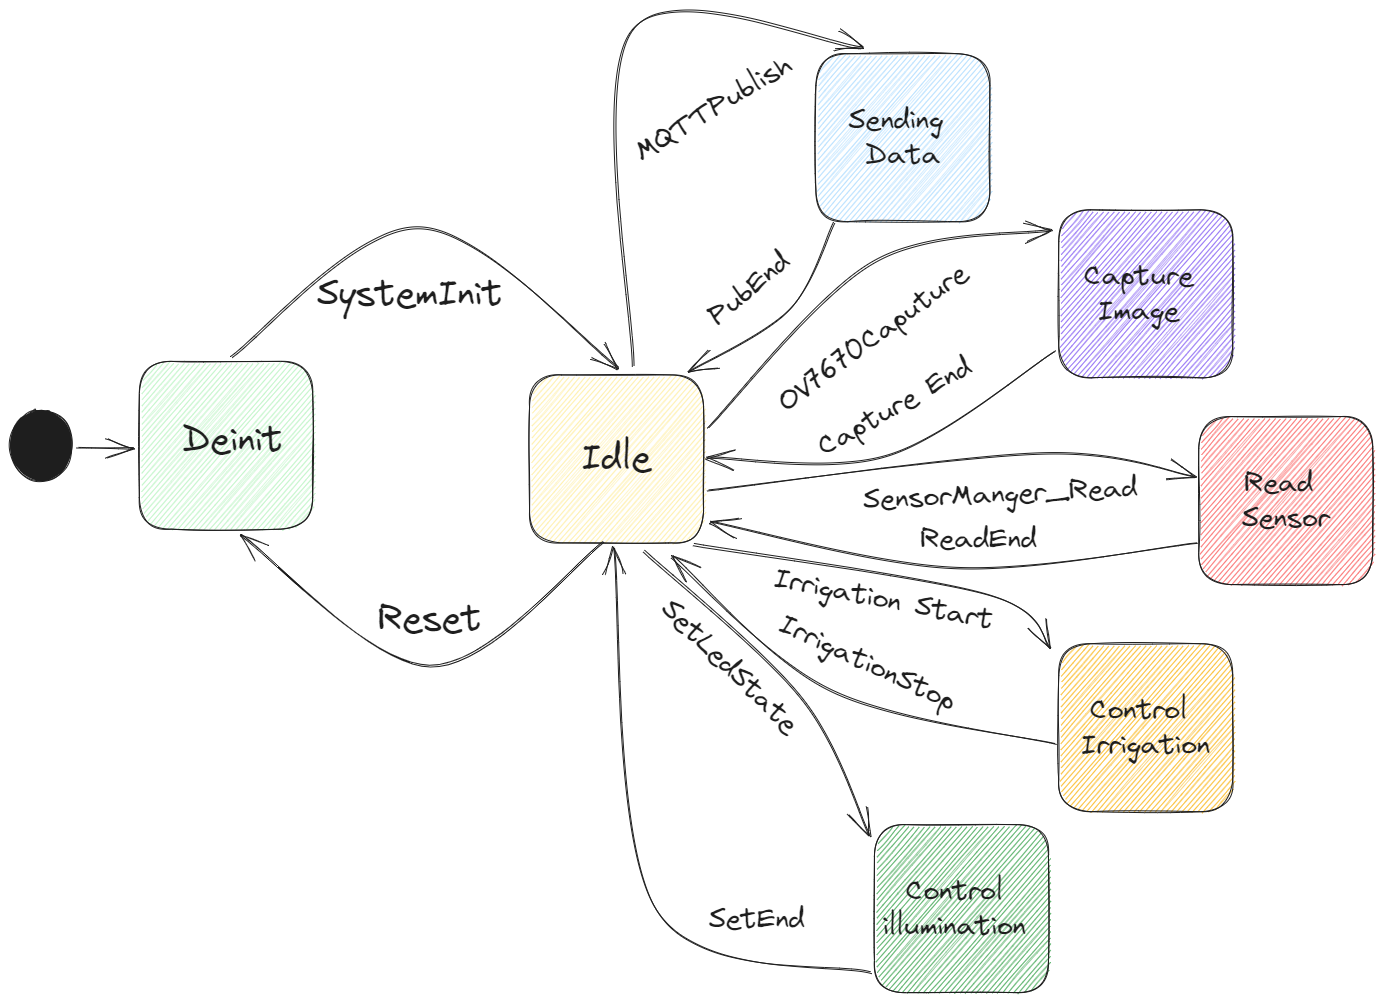 MQTTPublish
Sending
Data
PubEnd
OV7670Caputure
Capture
Image
Capture End
SystemInit
Deinit
Idle
SensorManger_Read
ReadEnd
Read
Sensor
Reset
Irrigation Start
IrrigationStop
Control
Irrigation
SetLedState
SetEnd
Control
illumination